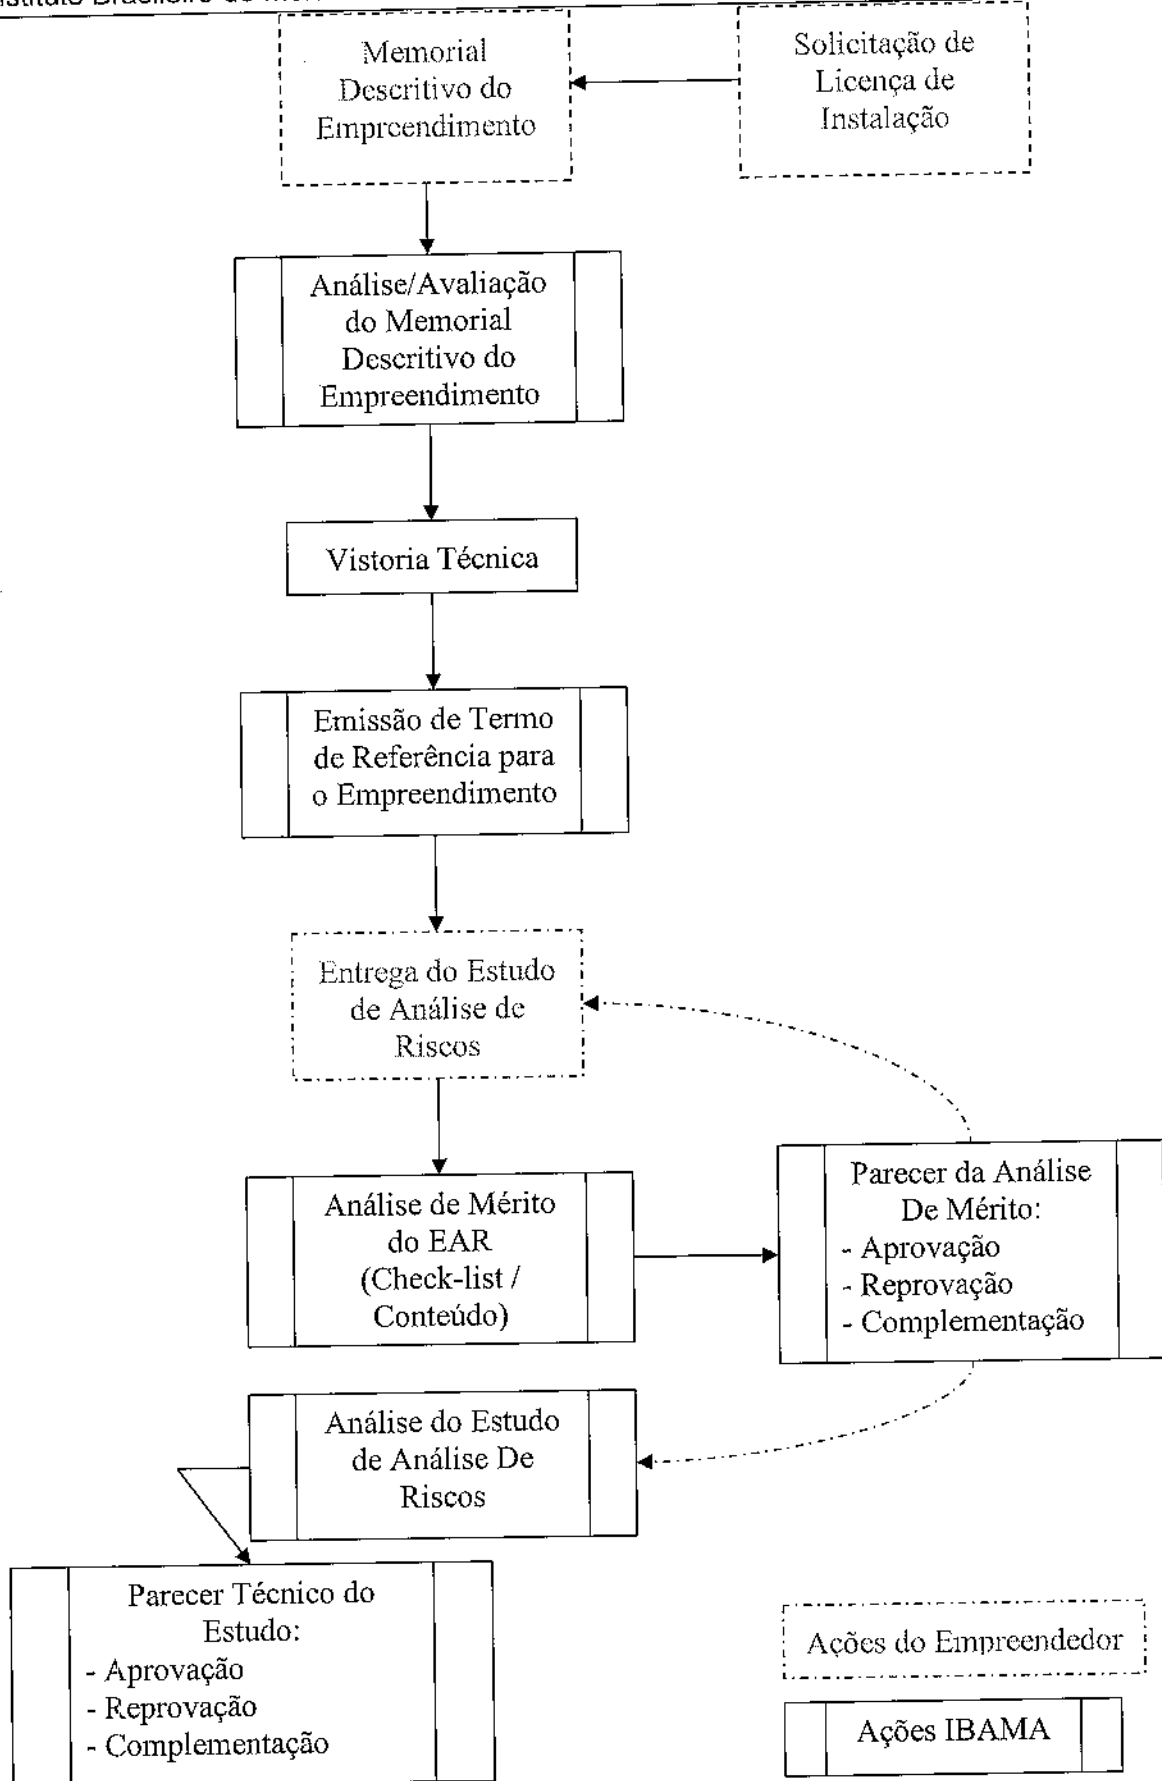 Instituto Brasileiro do
Memorial
Descritivo do
Empreendimento
Solicitação de
Licença de
Instalação
Análise/Avaliação
do Memorial
Descritivo do
Empreendimento
Vistoria Técnica
Emissão de Termo
de Referência para
o Empreendimento
Entrega do Estudo
de Análise de
Riscos
Análise de Mérito
do EAR
(Check-list /
Conteúdo)
Parecer da Análise
De Mérito:
- Aprovação
- Reprovação
- Complementação
Análise do Estudo
de Análise De
Riscos
Parecer Técnico do
Estudo:
- Aprovação
- Reprovação
- Complementação
Ações do Empreendedor
Ações IBAMA